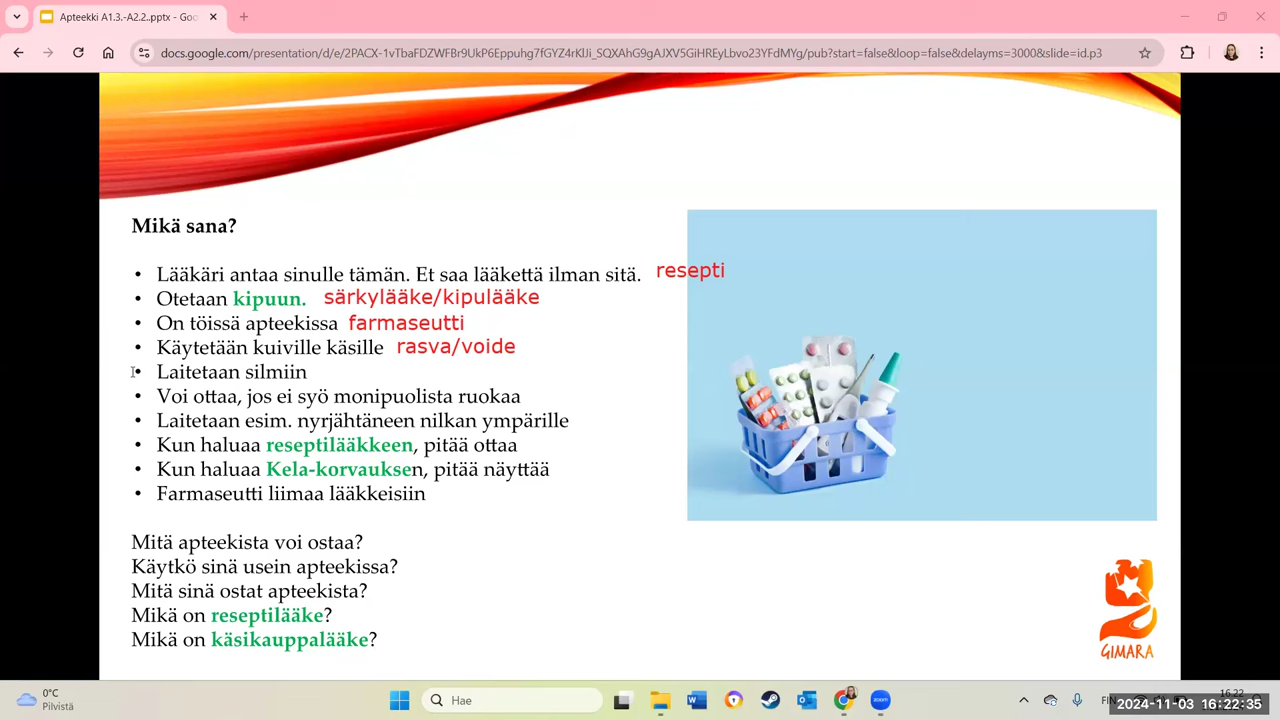 Apteekki A1.3.-A2.2..pptx - Goo
docs.google.com/presentation/d/e/2PACX-1vTbaFDZWFBr9UkP6Eppuhg7fGYZ4rKlJi_SQXAhG9gAJXV5GiHREyLbvo23YFdMYg/pub?start=false&loop=false&delayms=3000&slide=id.p3
Mikä sana?
• Lääkäri antaa sinulle tämän. Et saa lääkettä ilman sitä. resepti
• Otetaan kipuun. särkylääke/kipulääke
• On töissä apteekissa farmaseutti
• Käytetään kuiville käsille rasva/voide
• Laitetaan silmiin
• Voi ottaa, jos ei syö monipuolista ruokaa
• Laitetaan esim. nyrjähtäneen nilkan ympärille
• Kun haluaa reseptilääkkeen, pitää ottaa
• Kun haluaa Kela-korvauksen, pitää näyttää
• Farmaseutti liimaa lääkkeisiin
Mitä apteekista voi ostaa?
Käytkö sinä usein apteekissa?
Mitä sinä ostat apteekista?
Mikä on reseptilääke?
Mikä on käsikauppalääke?
GIMARA
0°C
Pilvistä
Hae
zoom
FIN
16.22
2024-11-03 16:22:35